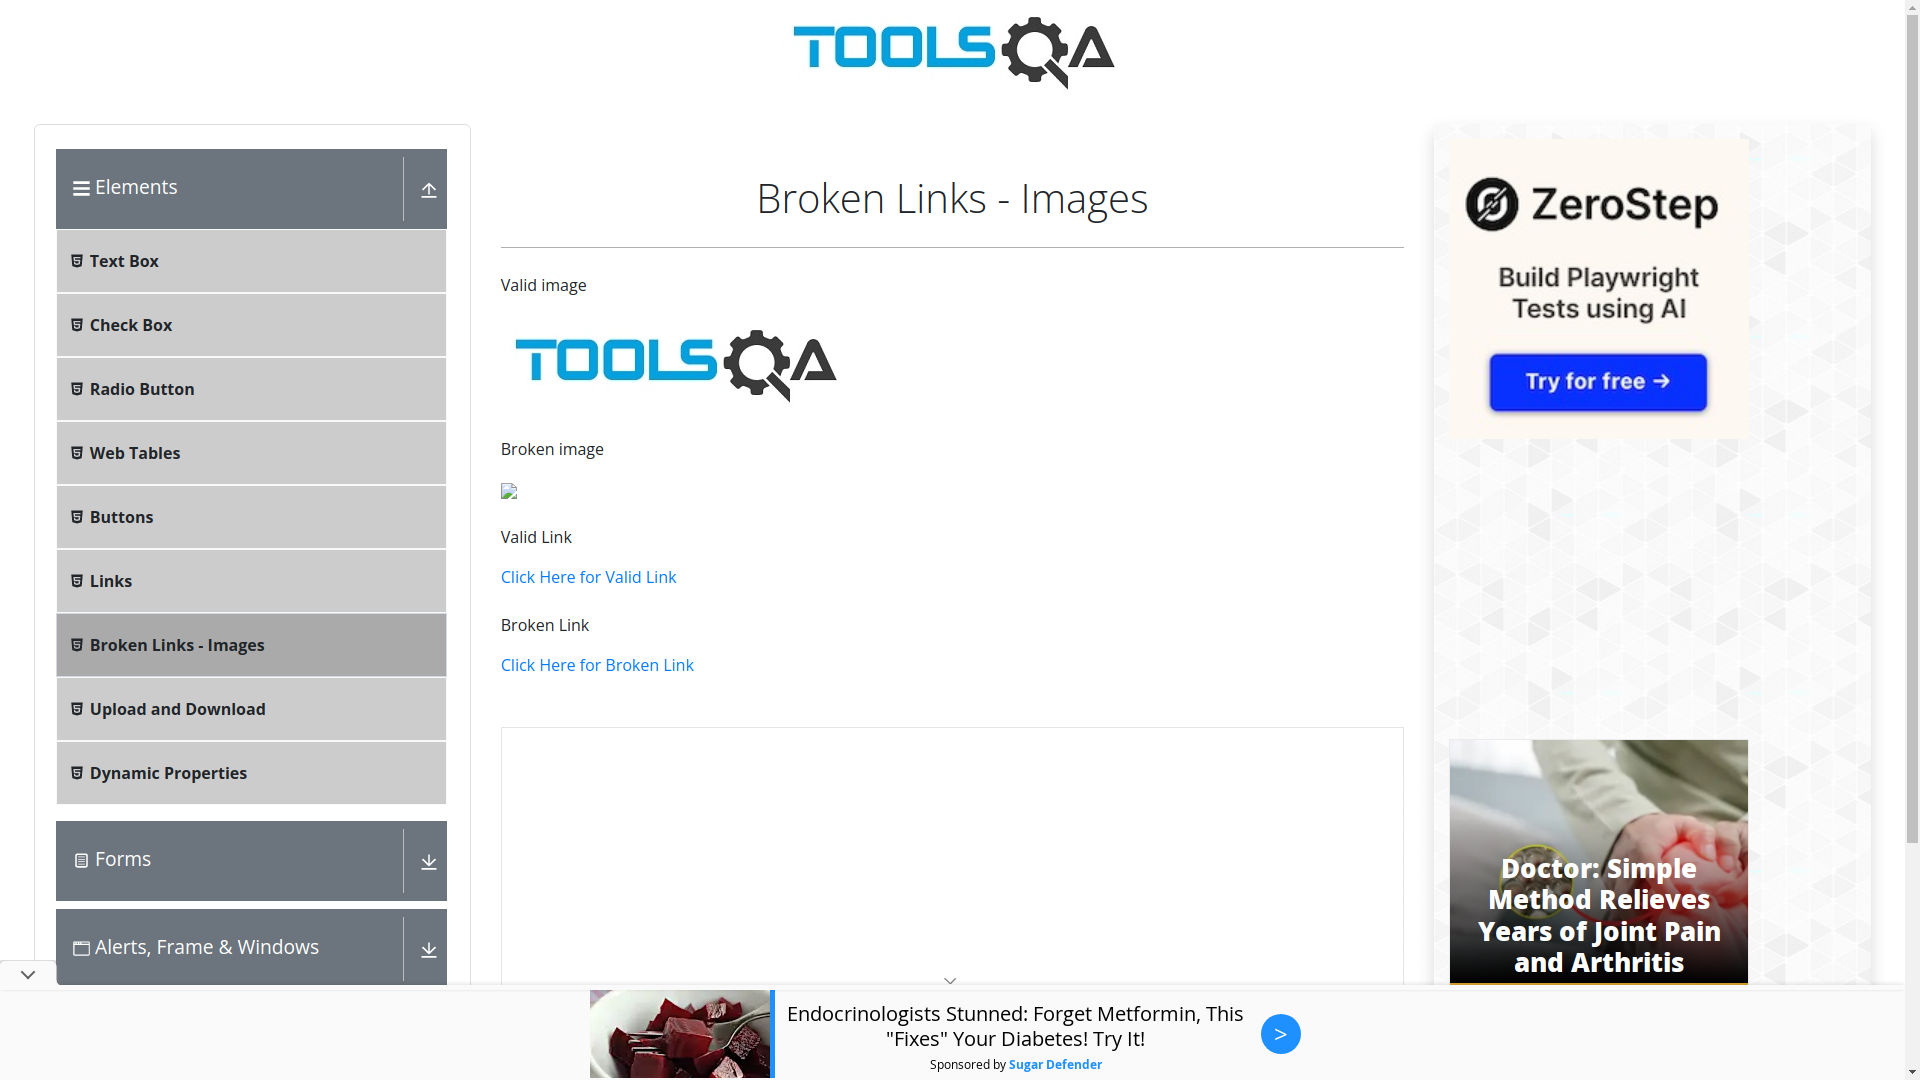 TOOLSQA
Elements
Text Box
Check Box
Radio Button
Web Tables
Buttons
Links
Broken Links - Images
Upload and Download
Dynamic Properties
Forms
Alerts, Frame & Windows
Broken Links - Images
Valid image
TOOLSQA
Broken image
Valid Link
Click Here for Valid Link
Broken Link
Click Here for Broken Link
ZeroStep
Build Playwright
Tests using AI
Try for free →
Doctor: Simple
Method Relieves
Years of Joint Pain
and Arthritis
Endocrinologists Stunned: Forget Metformin, This
"Fixes" Your Diabetes! Try It!
Sponsored by Sugar Defender
>